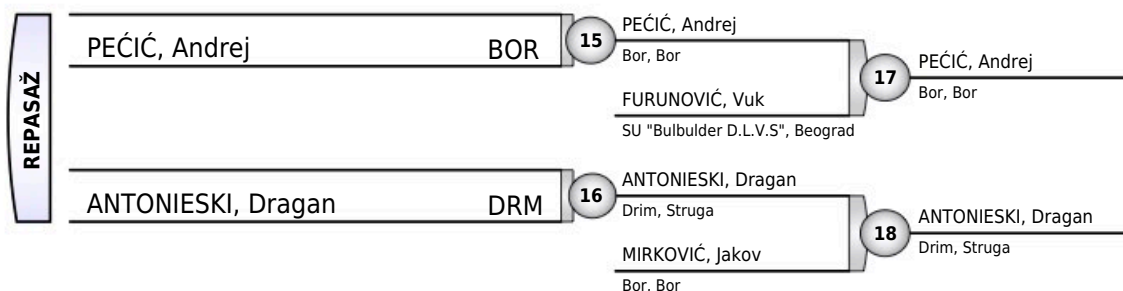 REPASAŽ
PEĆIĆ, Andrej BOR
15
PEĆIĆ, Andrej
Bor, Bor
FURUNOVIĆ, Vuk
SU "Bulbulder D.L.V.S", Beograd
17
PEĆIĆ, Andrej
Bor, Bor
ANTONIESKI, Dragan DRM
16
ANTONIESKI, Dragan
Drim, Struga
MIRKOVIĆ, Jakov
Bor, Bor
18
ANTONIESKI, Dragan
Drim, Struga